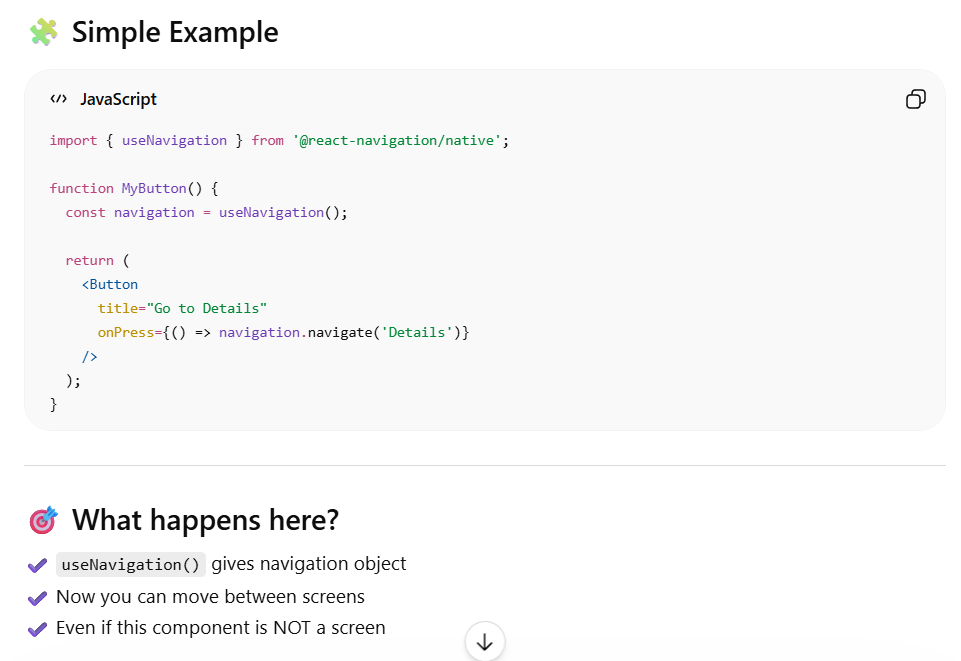 Simple Example
JavaScript
import { useNavigation } from '@react-navigation/native';
function MyButton() {
  const navigation = useNavigation();
  return (
    <Button
      title="Go to Details"
      onPress={() => navigation.navigate('Details')}
    />
  );
}
What happens here?
useNavigation() gives navigation object
Now you can move between screens
Even if this component is NOT a screen